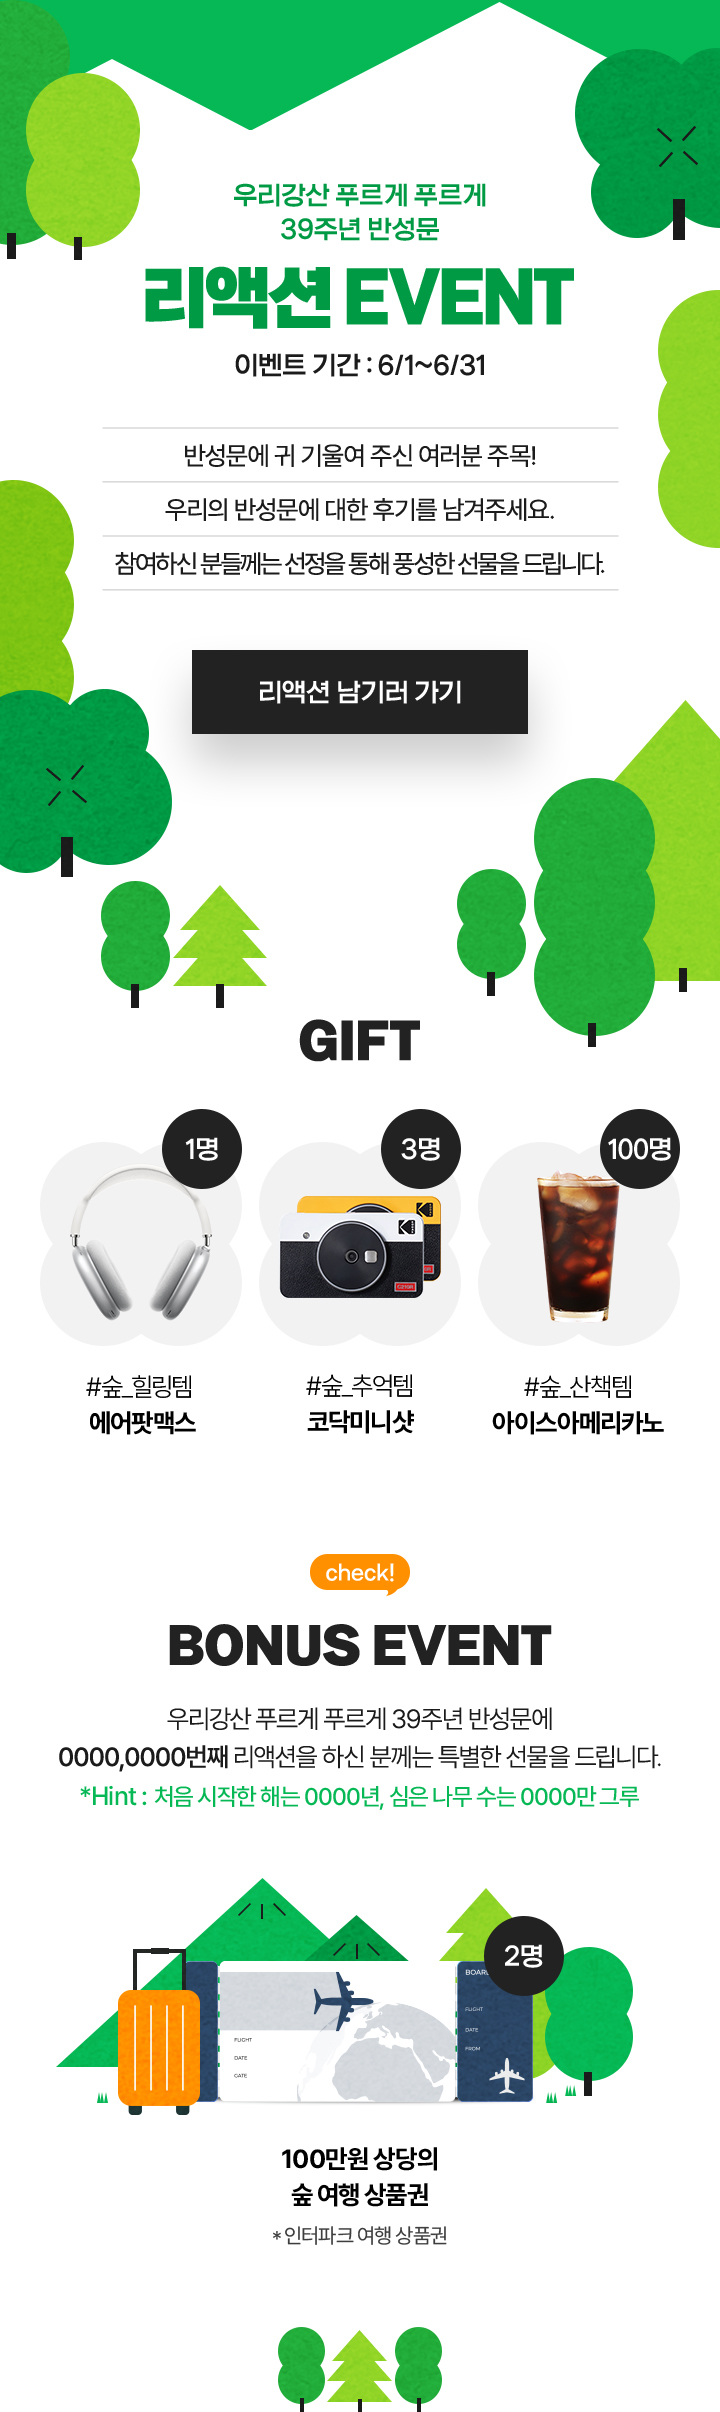 우리강산 푸르게 푸르게
39주년 반성문
리액션 EVENT
이벤트 기간 : 6/1~6/31
반성문에 귀 기울여 주신 여러분 주목!
우리의 반성문에 대한 후기를 남겨주세요.
참여하신 분들께는 선정을 통해 풍성한 선물을 드립니다.
리액션 남기러 가기
GIFT
1명
3명
100명
#숲_힐링템
에어팟맥스
#숲_추억템
코닥미니샷
#숲_산책템
아이스아메리카노
check!
BONUS EVENT
우리강산 푸르게 푸르게 39주년 반성문에
0000,0000번째 리액션을 하신 분께는 특별한 선물을 드립니다.
*Hint : 처음 시작한 해는 0000년, 심은 나무 수는 0000만 그루
2명
FLIGHT
DATE
CATE
FLIGHT
DATE
FROM
100만원 상당의
숲 여행 상품권
*인터파크 여행 상품권